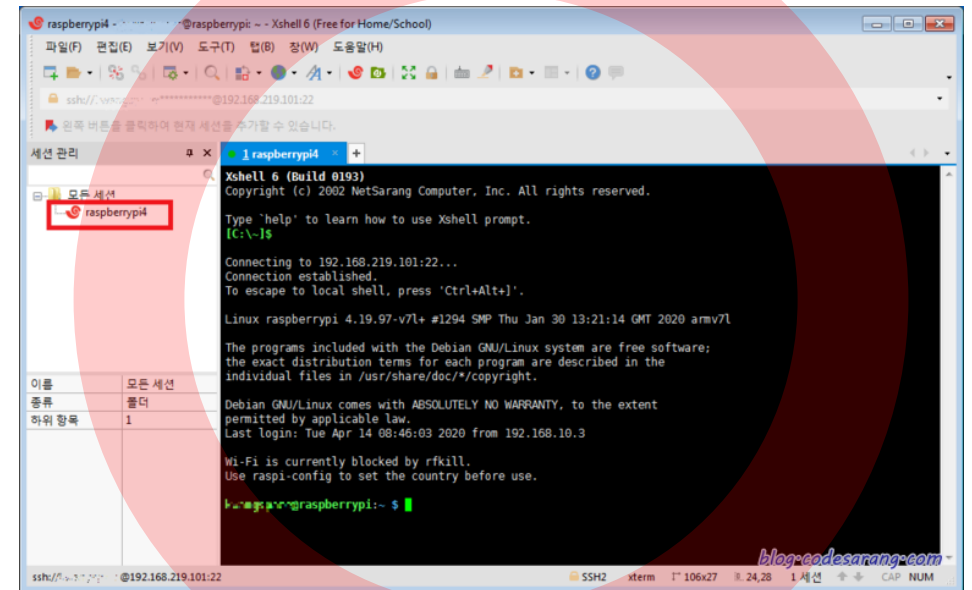 raspberrypi4 - @raspberrypi: ~ - Xshell 6 (Free for Home/School)
파일(F) 편집(E) 보기(V) 도구(T) 탭(B) 창(W) 도움말(H)
ssh:// ***********@192.168.219.101:22
왼쪽 버튼을 클릭하여 현재 세션을 추가할 수 있습니다.
세션 관리
1 raspberrypi4
모든 세션
raspberrypi4
이름 모든 세션
종류 폴더
하위 항목 1
Xshell 6 (Build 0193)
Copyright (c) 2002 NetSarang Computer, Inc. All rights reserved.
Type `help' to learn how to use Xshell prompt.
[C:\~]$
Connecting to 192.168.219.101:22...
Connection established.
To escape to local shell, press 'Ctrl+Alt+]'.
Linux raspberrypi 4.19.97-v7l+ #1294 SMP Thu Jan 30 13:21:14 GMT 2020 armv7l
The programs included with the Debian GNU/Linux system are free software;
the exact distribution terms for each program are described in the
individual files in /usr/share/doc/*/copyright.
Debian GNU/Linux comes with ABSOLUTELY NO WARRANTY, to the extent
permitted by applicable law.
Last login: Tue Apr 14 08:46:03 2020 from 192.168.10.3
Wi-Fi is currently blocked by rfkill.
Use raspi-config to set the country before use.
@raspberrypi:~ $
blog.codesarang.com
ssh:// @192.168.219.101:22 SSH2 xterm 106x27 24,28 1 세션 CAP NUM